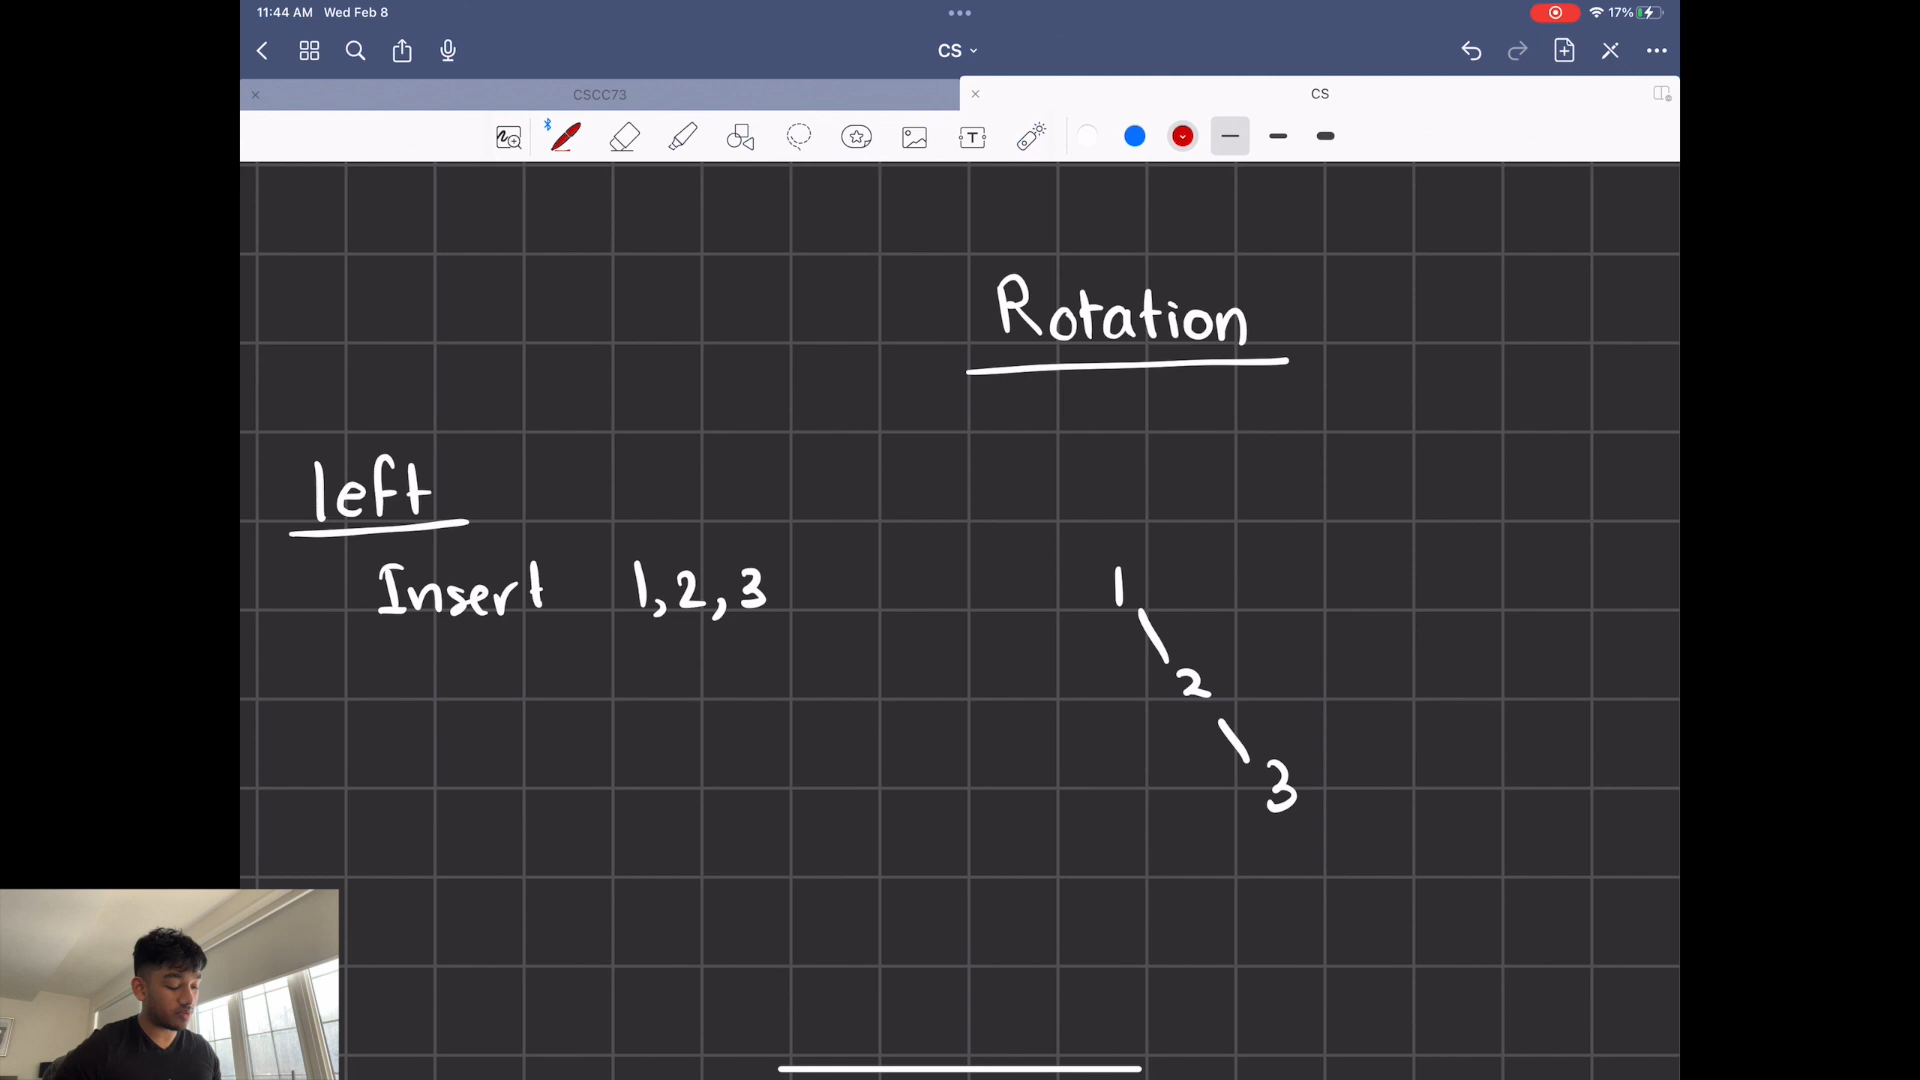 11:44 AM Wed Feb 8
17%
CS
CSCC73
CS
T
Rotation
left
Insert 1,2,3
1
2
3